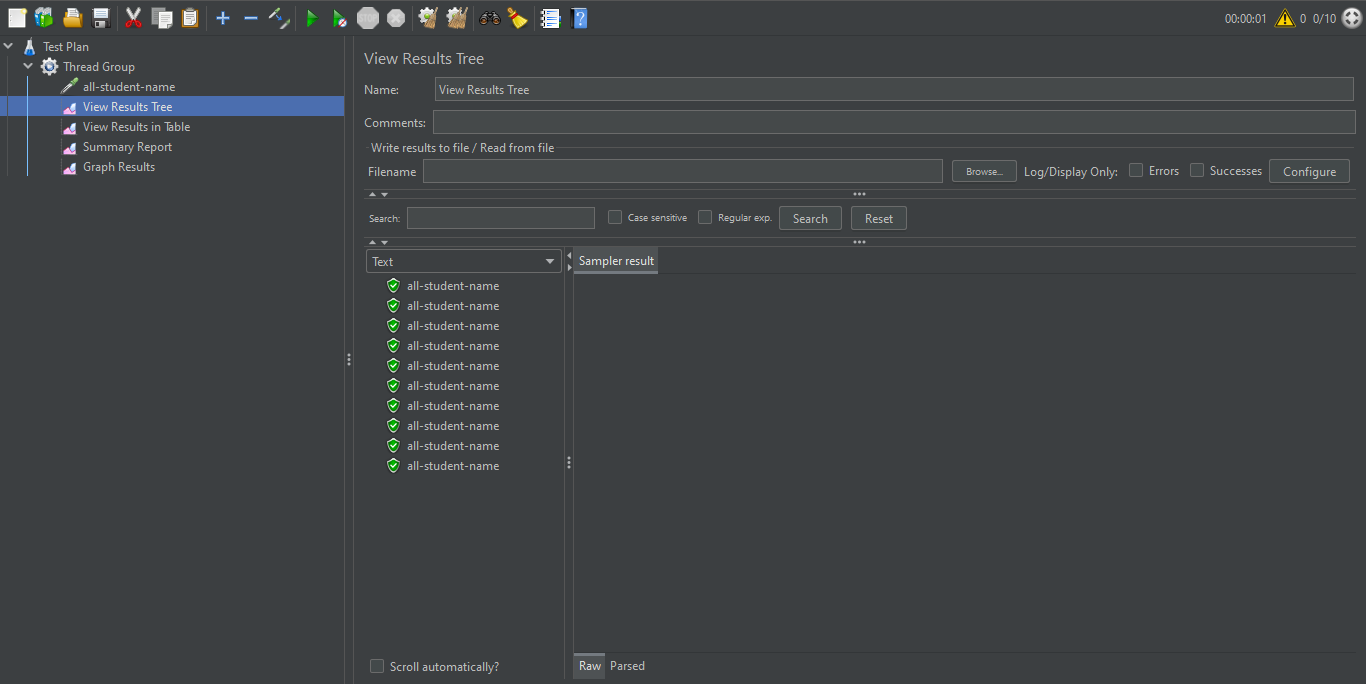 00:00:01 0 0/10
Test Plan
Thread Group
all-student-name
View Results Tree
View Results in Table
Summary Report
Graph Results
View Results Tree
Name: View Results Tree
Comments:
Write results to file / Read from file
Filename Browse... Log/Display Only: Errors Successes Configure
Search: Case sensitive Regular exp. Search Reset
Text
all-student-name
all-student-name
all-student-name
all-student-name
all-student-name
all-student-name
all-student-name
all-student-name
all-student-name
all-student-name
Scroll automatically?
Sampler result
Raw Parsed